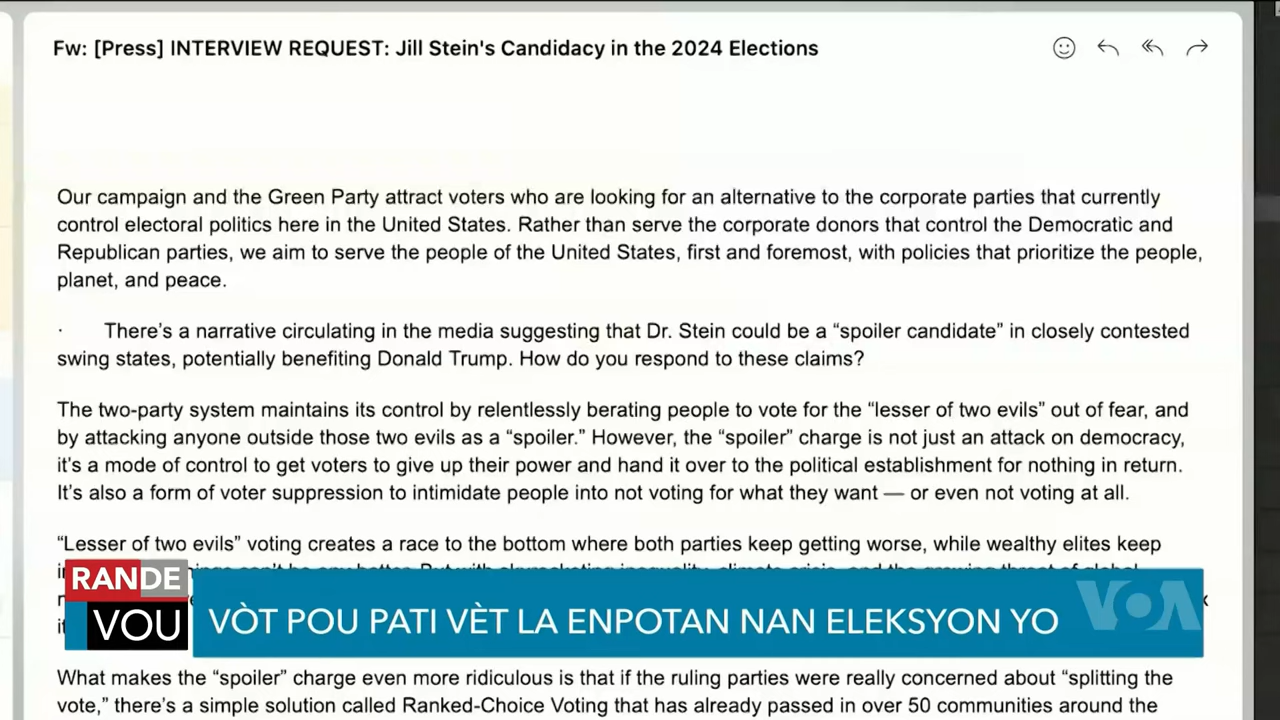 Fw: [Press] INTERVIEW REQUEST: Jill Stein's Candidacy in the 2024 Elections
Our campaign and the Green Party attract voters who are looking for an alternative to the corporate parties that currently
control electoral politics here in the United States. Rather than serve the corporate donors that control the Democratic and
Republican parties, we aim to serve the people of the United States, first and foremost, with policies that prioritize the people,
planet, and peace.
· There’s a narrative circulating in the media suggesting that Dr. Stein could be a “spoiler candidate” in closely contested
swing states, potentially benefiting Donald Trump. How do you respond to these claims?
The two-party system maintains its control by relentlessly berating people to vote for the “lesser of two evils” out of fear, and
by attacking anyone outside those two evils as a “spoiler.” However, the “spoiler” charge is not just an attack on democracy,
it’s a mode of control to get voters to give up their power and hand it over to the political establishment for nothing in return.
It’s also a form of voter suppression to intimidate people into not voting for what they want — or even not voting at all.
“Lesser of two evils” voting creates a race to the bottom where both parties keep getting worse, while wealthy elites keep
RANDE
VOU
VÒT POU PATI VÈT LA ENPOTAN NAN ELEKSYON YO
VOA
What makes the “spoiler” charge even more ridiculous is that if the ruling parties were really concerned about “splitting the
vote,” there’s a simple solution called Ranked-Choice Voting that has already passed in over 50 communities around the